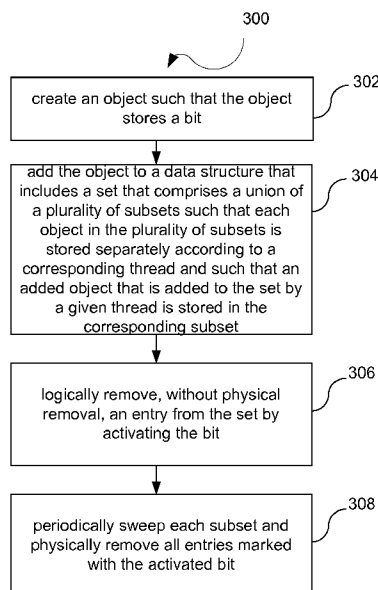 300
302
create an object such that the object
stores a bit
304
add the object to a data structure that
includes a set that comprises a union of
a plurality of subsets such that each
object in the plurality of subsets is
stored separately according to a
corresponding thread and such that an
added object that is added to the set by
a given thread is stored in the
corresponding subset
306
logically remove, without physical
removal, an entry from the set by
activating the bit
308
periodically sweep each subset and
physically remove all entries marked
with the activated bit